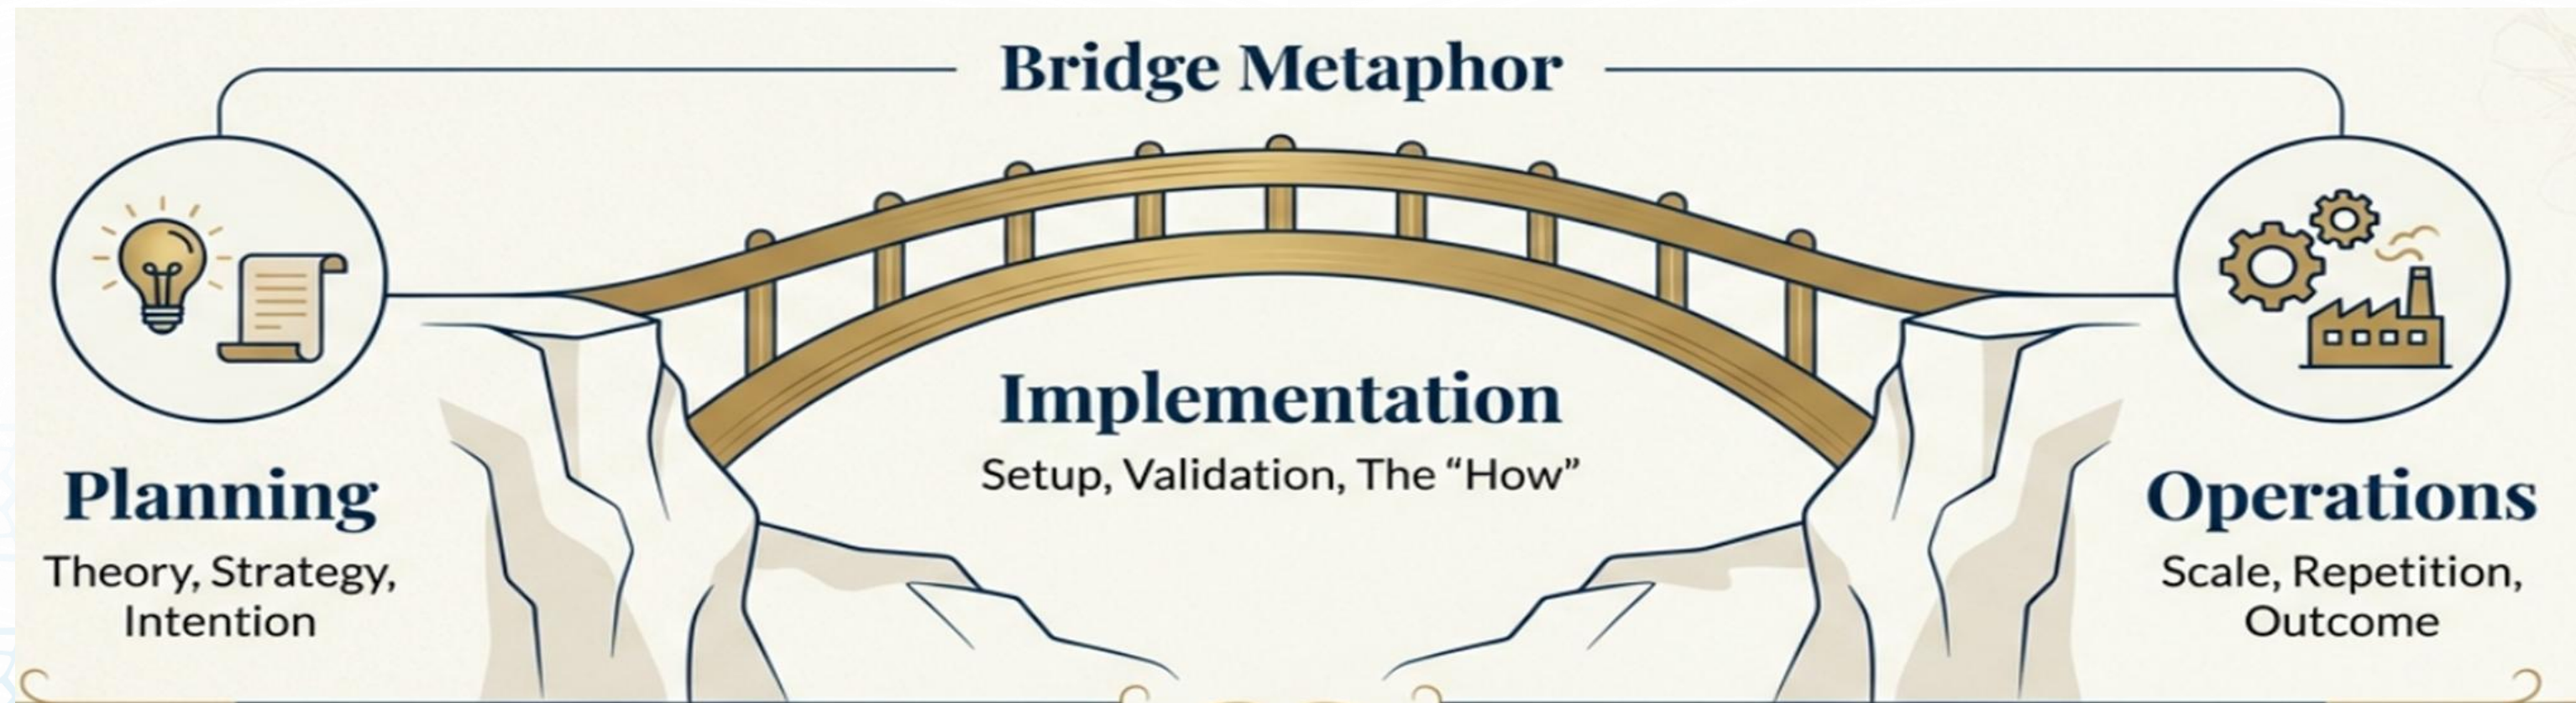 Bridge Metaphor
Planning
Theory, Strategy,
Intention
Implementation
Setup, Validation, The “How”
Operations
Scale, Repetition,
Outcome